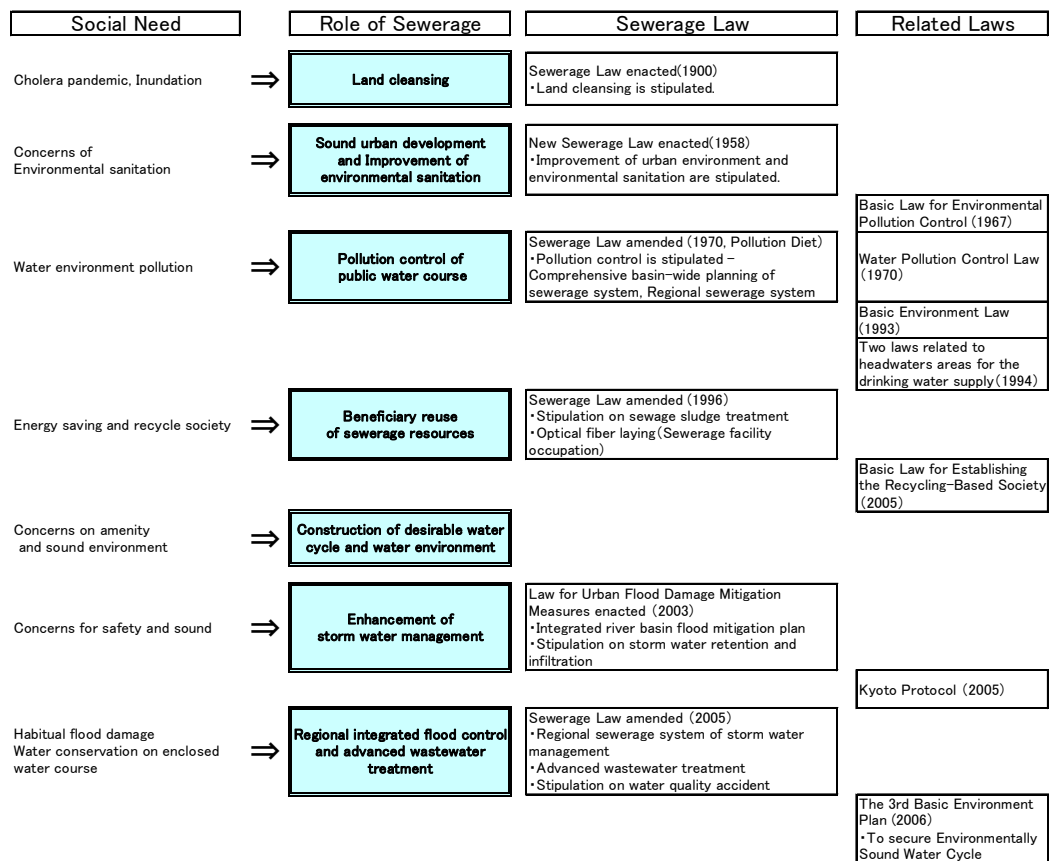 Social Need
Role of Sewerage
Sewerage Law
Related Laws
Cholera pandemic, Inundation
⇒
Land cleansing
Sewerage Law enacted(1900)
・Land cleansing is stipulated.
Concerns of
Environmental sanitation
⇒
Sound urban development
and Improvement of
environmental sanitation
New Sewerage Law enacted(1958)
・Improvement of urban environment and
environmental sanitation are stipulated.
Basic Law for Environmental
Pollution Control (1967)
Water environment pollution
⇒
Pollution control of
public water course
Sewerage Law amended (1970, Pollution Diet)
・Pollution control is stipulated −
Comprehensive basin-wide planning of
sewerage system, Regional sewerage system
Water Pollution Control Law
(1970)
Basic Environment Law
(1993)
Two laws related to
headwaters areas for the
drinking water supply(1994)
Energy saving and recycle society
⇒
Beneficiary reuse
of sewerage resources
Sewerage Law amended (1996)
・Stipulation on sewage sludge treatment
・Optical fiber laying(Sewerage facility
occupation)
Basic Law for Establishing
the Recycling-Based Society
(2005)
Concerns on amenity
and sound environment
⇒
Construction of desirable water
cycle and water environment
Concerns for safety and sound
⇒
Enhancement of
storm water management
Law for Urban Flood Damage Mitigation
Measures enacted (2003)
・Integrated river basin flood mitigation plan
・Stipulation on storm water retention and
infiltration
Kyoto Protocol (2005)
Habitual flood damage
Water conservation on enclosed
water course
⇒
Regional integrated flood control
and advanced wastewater
treatment
Sewerage Law amended (2005)
・Regional sewerage system of storm water
management
・Advanced wastewater treatment
・Stipulation on water quality accident
The 3rd Basic Environment
Plan (2006)
・To secure Environmentally
Sound Water Cycle